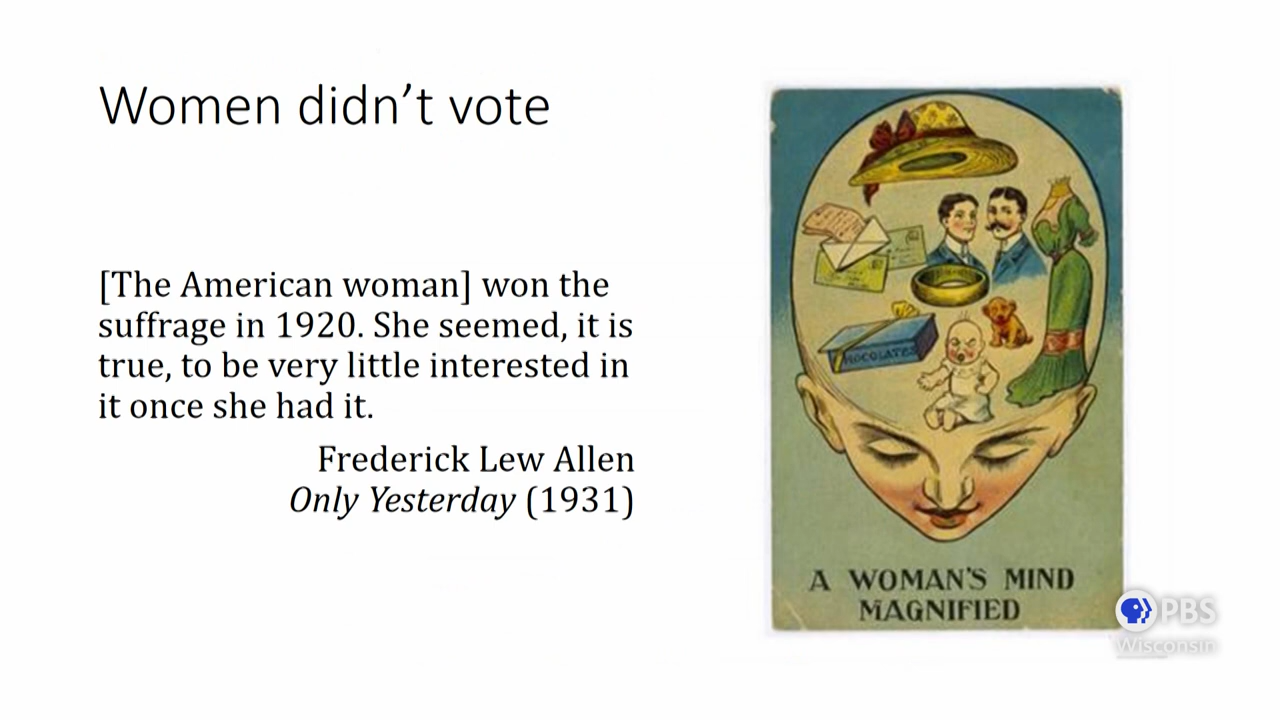 Women didn’t vote
[The American woman] won the
suffrage in 1920. She seemed, it is
true, to be very little interested in
it once she had it.
Frederick Lew Allen
Only Yesterday (1931)
HOCOLATES
A WOMAN'S MIND
MAGNIFIED
PBS
Wisconsin